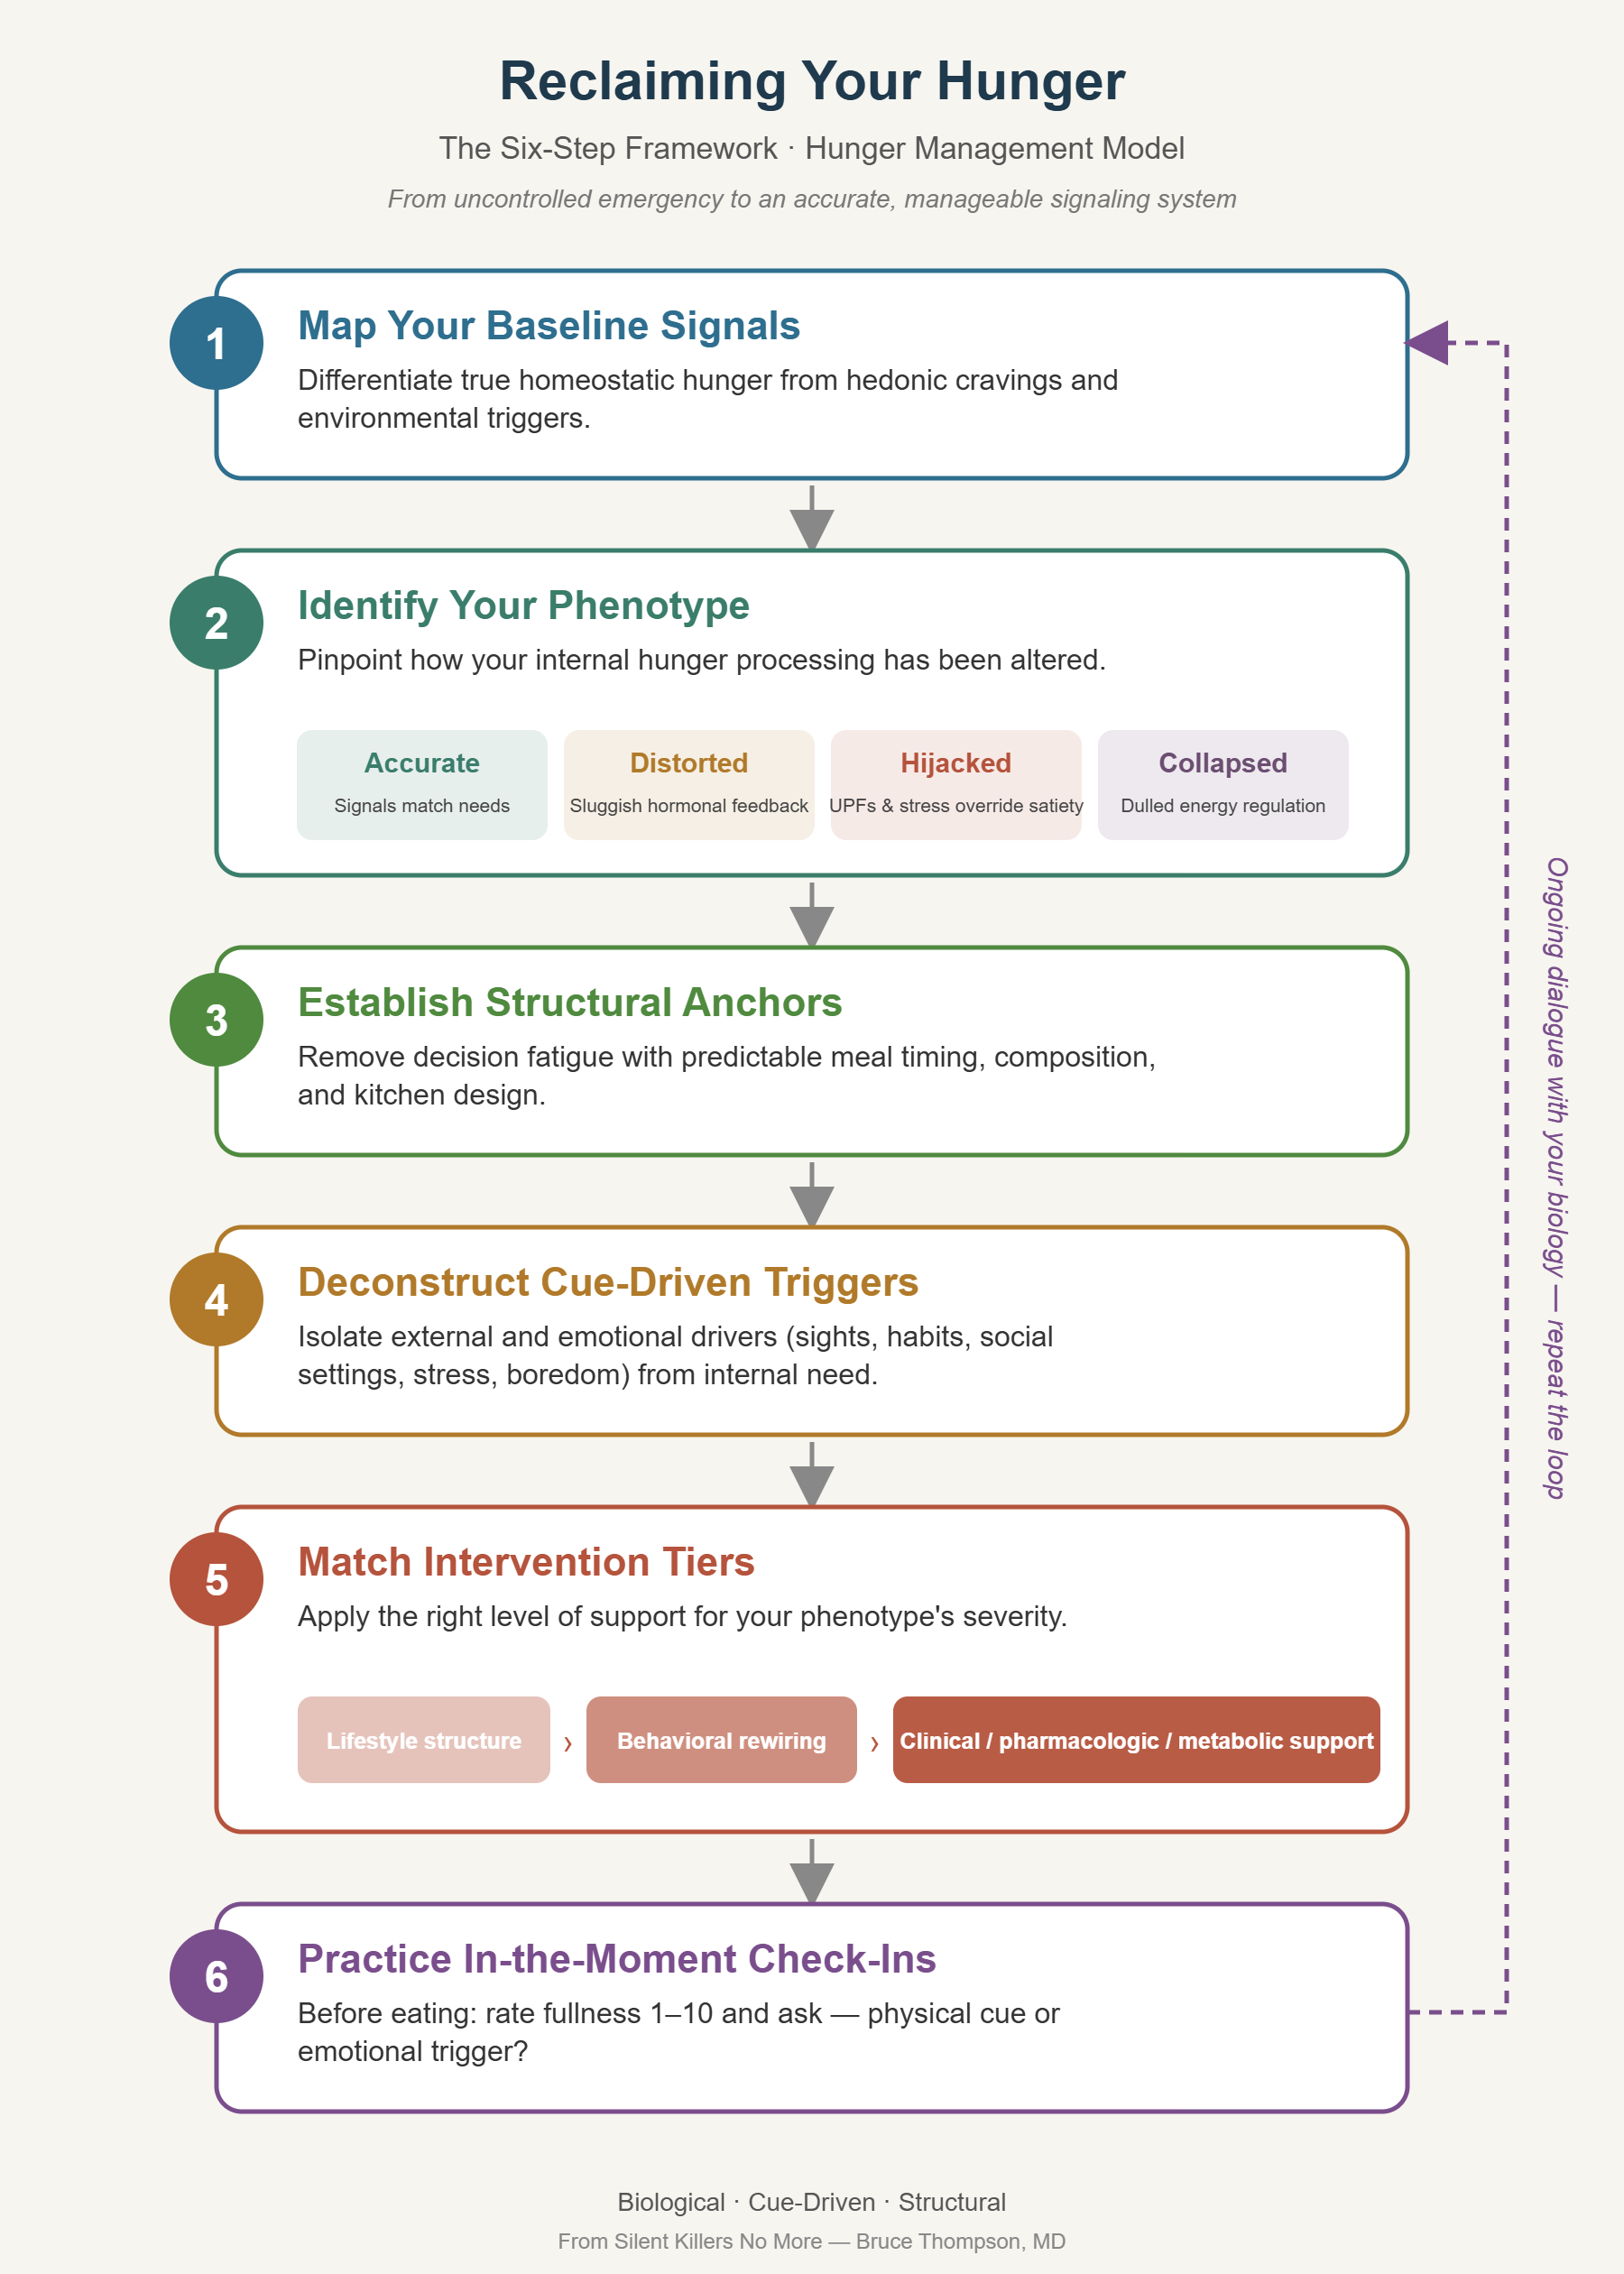 Reclaiming Your Hunger
The Six-Step Framework · Hunger Management Model
From uncontrolled emergency to an accurate, manageable signaling system
1
Map Your Baseline Signals
Differentiate true homeostatic hunger from hedonic cravings and
environmental triggers.
2
Identify Your Phenotype
Pinpoint how your internal hunger processing has been altered.
Accurate
Signals match needs
Distorted
Sluggish hormonal feedback
Hijacked
UPFs & stress override satiety
Collapsed
Dulled energy regulation
3
Establish Structural Anchors
Remove decision fatigue with predictable meal timing, composition,
and kitchen design.
4
Deconstruct Cue-Driven Triggers
Isolate external and emotional drivers (sights, habits, social
settings, stress, boredom) from internal need.
5
Match Intervention Tiers
Apply the right level of support for your phenotype's severity.
Lifestyle structure › Behavioral rewiring › Clinical / pharmacologic / metabolic support
6
Practice In-the-Moment Check-Ins
Before eating: rate fullness 1–10 and ask — physical cue or
emotional trigger?
Ongoing dialogue with your biology — repeat the loop
Biological · Cue-Driven · Structural
From Silent Killers No More — Bruce Thompson, MD